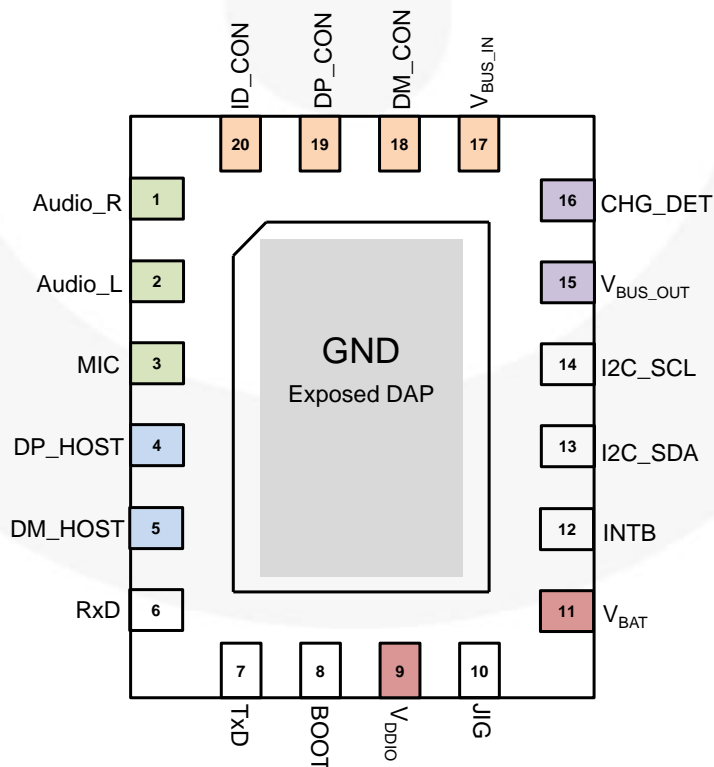 ID_CON
DP_CON
DM_CON
VBUS_IN
20
19
18
17
Audio_R
1
16
CHG_DET
Audio_L
2
15
VBUS_OUT
MIC
3
GND
Exposed DAP
14
I2C_SCL
DP_HOST
4
13
I2C_SDA
DM_HOST
5
12
INTB
RxD
6
11
VBAT
7
8
9
10
TxD
BOOT
VDDIO
JIG